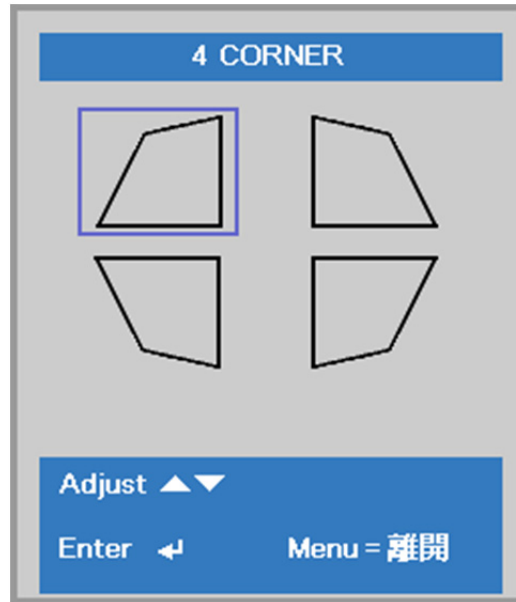 4 CORNER
Adjust ▲▼
Enter ↵ Menu = 離開